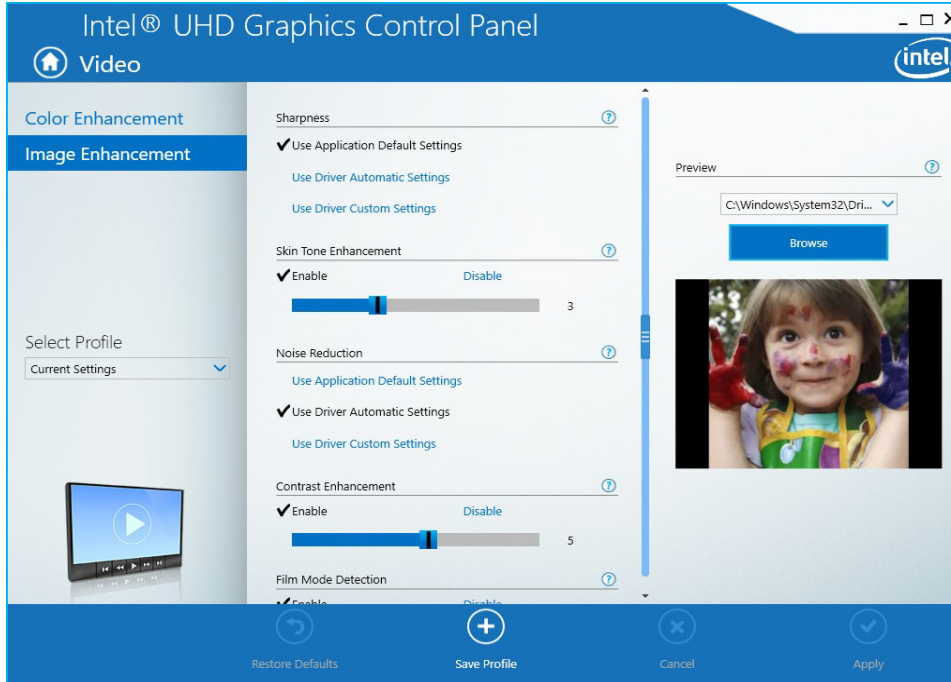 Intel® UHD Graphics Control Panel
Video
intel
Color Enhancement
Image Enhancement
Select Profile
Current Settings
Sharpness
Use Application Default Settings
Use Driver Automatic Settings
Use Driver Custom Settings
Skin Tone Enhancement
Enable Disable
3
Noise Reduction
Use Application Default Settings
Use Driver Automatic Settings
Use Driver Custom Settings
Contrast Enhancement
Enable Disable
5
Film Mode Detection
Enable Disable
Preview
C:\Windows\System32\Dri...
Browse
Restore Defaults Save Profile Cancel Apply